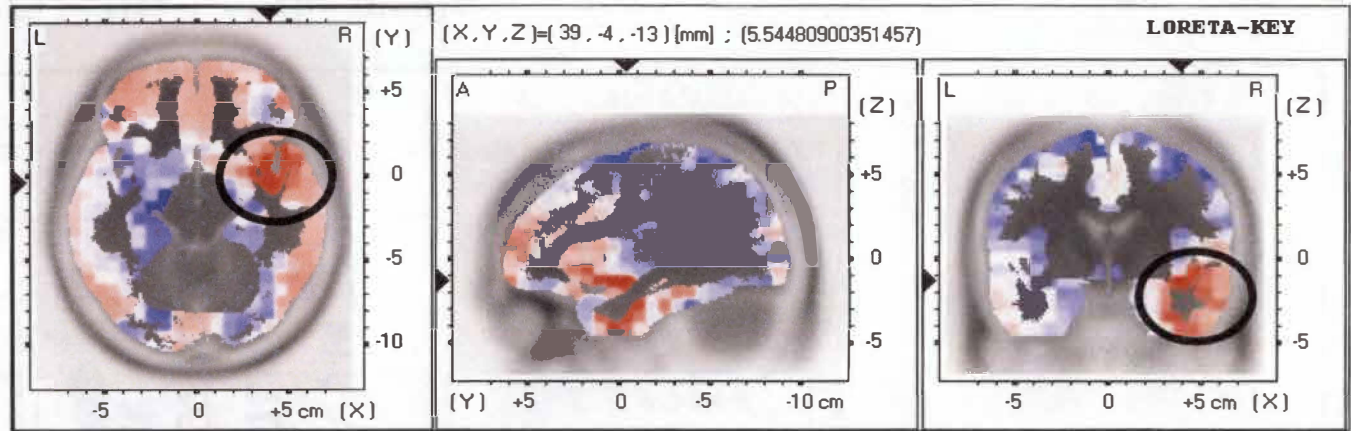 (X,Y,Z)=( 39 , -4 , -13 ) [mm] ; (5.54480900351457)
LORETA-KEY
L R (Y)
+5
0
-5
-10
-5 0 +5 cm (X)
A P (Z)
+5
0
-5
(Y) +5 0 -5 -10 cm
L R (Z)
+5
0
-5
-5 0 +5 cm (X)